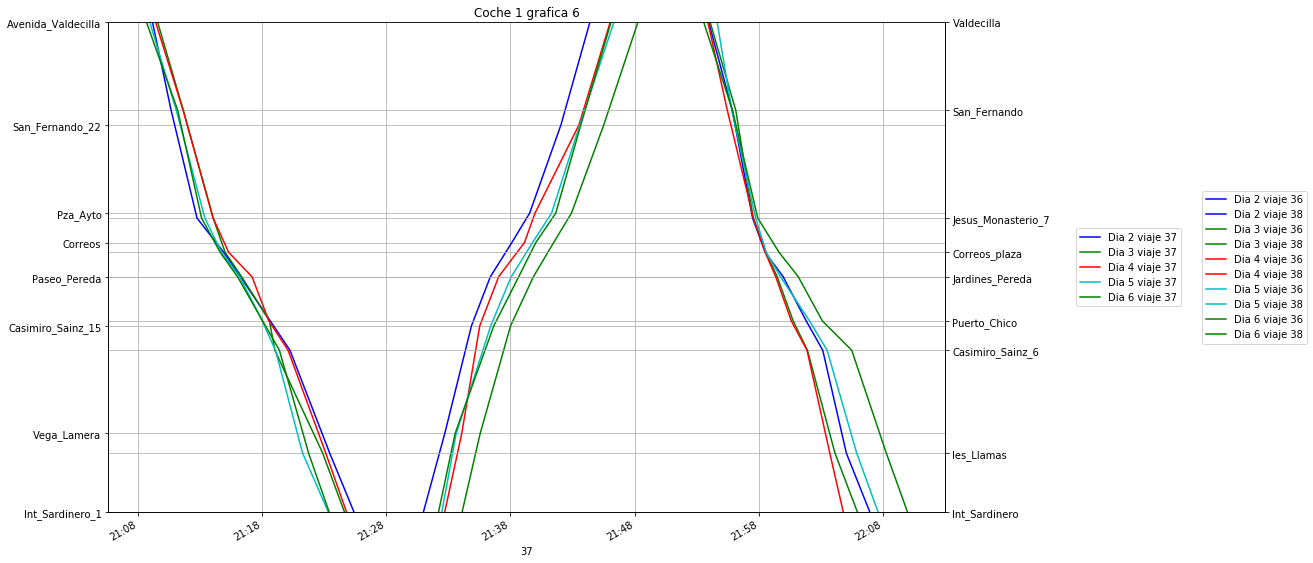 Coche 1 grafica 6
Avenida_Valdecilla
San_Fernando_22
Pza_Ayto
Correos
Paseo_Pereda
Casimiro_Sainz_15
Vega_Lamera
Int_Sardinero_1
Valdecilla
San_Fernando
Jesus_Monasterio_7
Correos_plaza
Jardines_Pereda
Puerto_Chico
Casimiro_Sainz_6
Ies_Llamas
Int_Sardinero
21:08
21:18
21:28
21:38
21:48
21:58
22:08
37
Dia 2 viaje 37
Dia 3 viaje 37
Dia 4 viaje 37
Dia 5 viaje 37
Dia 6 viaje 37
Dia 2 viaje 36
Dia 2 viaje 38
Dia 3 viaje 36
Dia 3 viaje 38
Dia 4 viaje 36
Dia 4 viaje 38
Dia 5 viaje 36
Dia 5 viaje 38
Dia 6 viaje 36
Dia 6 viaje 38